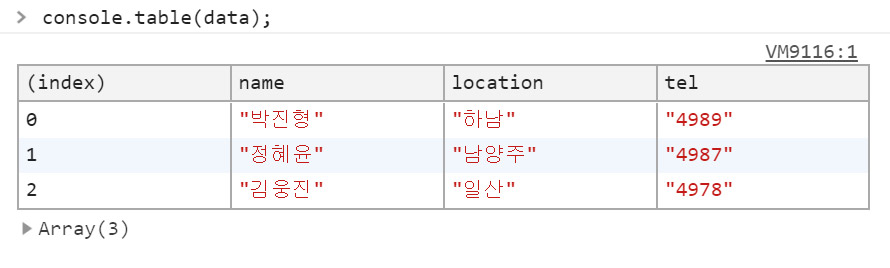 > console.table(data);
VM9116:1
(index) name location tel
0 "박진형" "하남" "4989"
1 "정혜윤" "남양주" "4987"
2 "김웅진" "일산" "4978"
▶ Array(3)